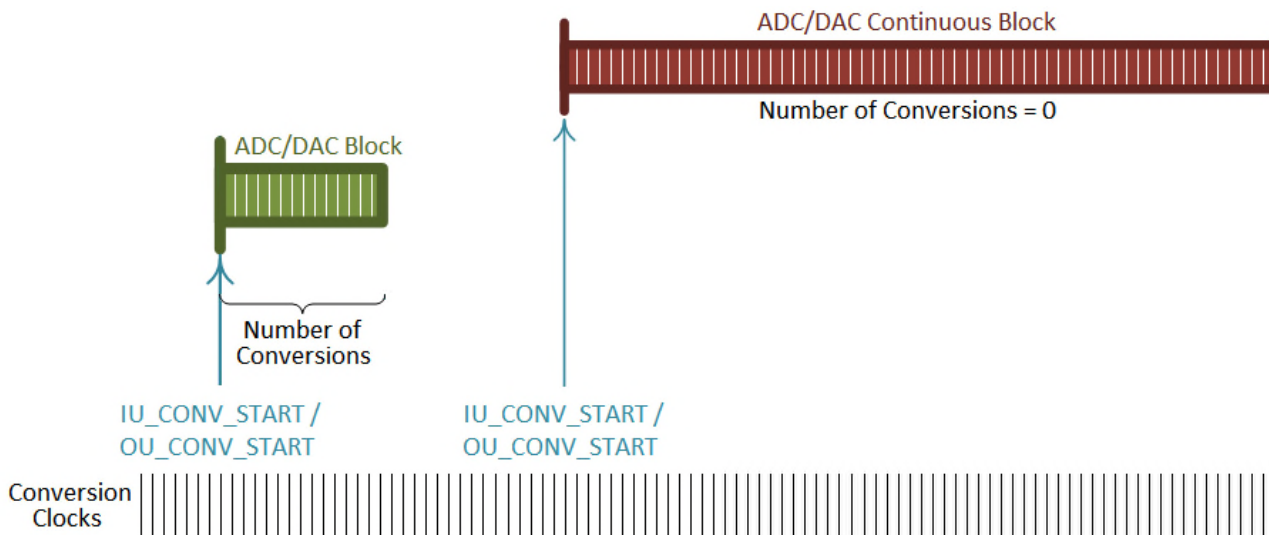 ADC/DAC Continuous Block
Number of Conversions = 0
ADC/DAC Block
Number of
Conversions
IU_CONV_START /
OU_CONV_START
IU_CONV_START /
OU_CONV_START
Conversion
Clocks